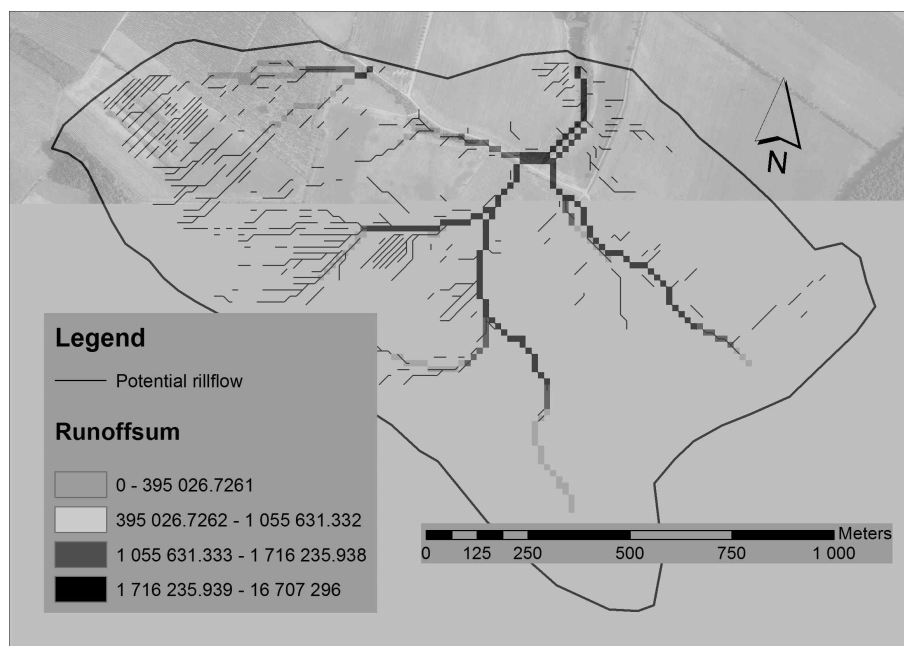 N
Legend
Potential rillflow
Runoffsum
0 - 395 026.7261
395 026.7262 - 1 055 631.332
1 055 631.333 - 1 716 235.938
1 716 235.939 - 16 707 296
Meters
0 125 250 500 750 1 000